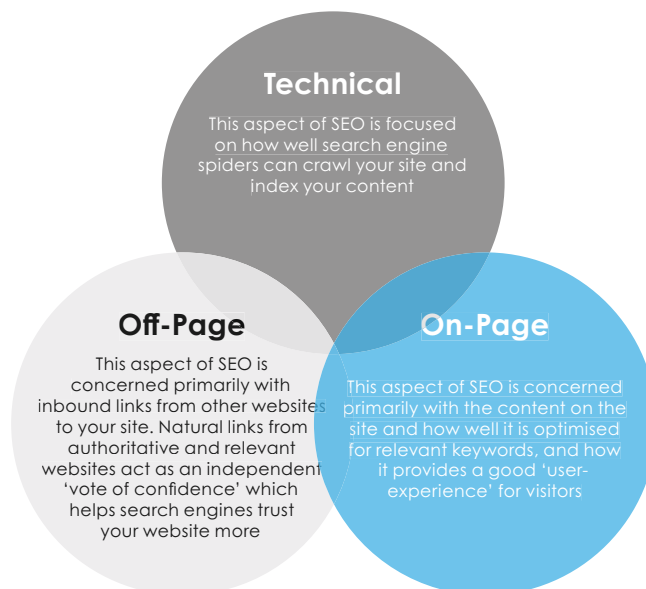 Technical
This aspect of SEO is focused
on how well search engine
spiders can crawl your site and
index your content
Off-Page
This aspect of SEO is
concerned primarily with
inbound links from other websites
to your site. Natural links from
authoritative and relevant
websites act as an independent
‘vote of confidence’ which
helps search engines trust
your website more
On-Page
This aspect of SEO is concerned
primarily with the content on the
site and how well it is optimised
for relevant keywords, and how
it provides a good ‘user-
experience’ for visitors